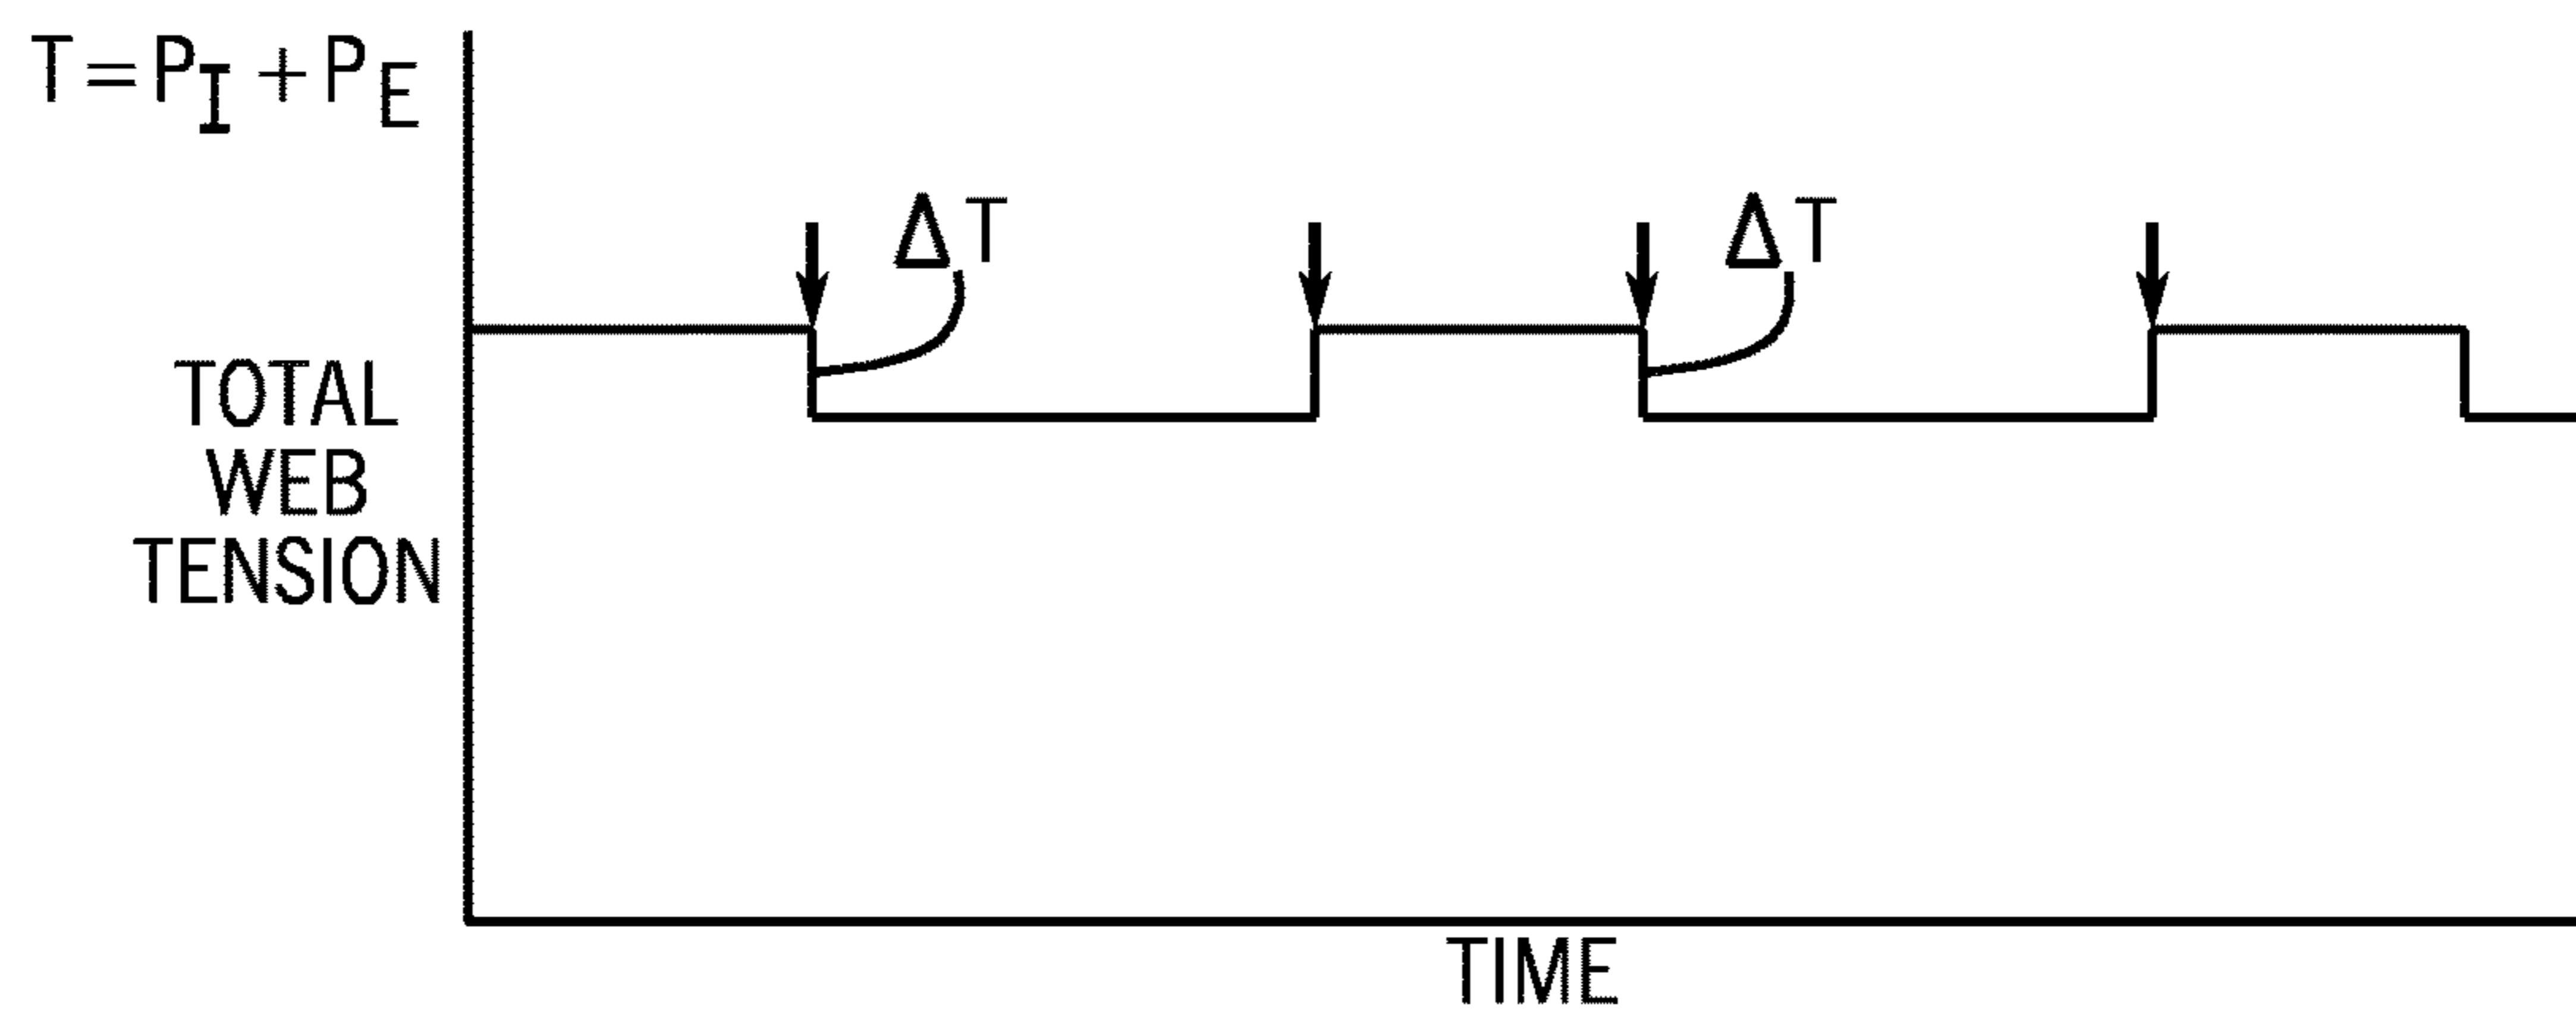 T=P_I+P_E
ΔT ΔT
TOTAL
WEB
TENSION
TIME